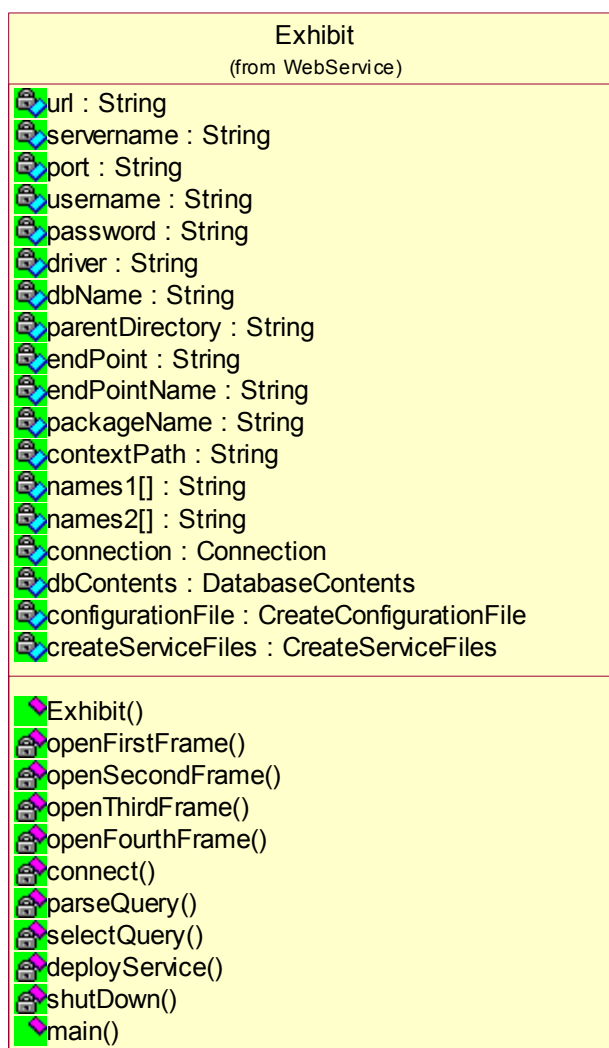 Exhibit
(from WebService)
url : String
servername : String
port : String
username : String
password : String
driver : String
dbName : String
parentDirectory : String
endPoint : String
endPointName : String
packageName : String
contextPath : String
names1[] : String
names2[] : String
connection : Connection
dbContents : DatabaseContents
configurationFile : CreateConfigurationFile
createServiceFiles : CreateServiceFiles
Exhibit()
openFirstFrame()
openSecondFrame()
openThirdFrame()
openFourthFrame()
connect()
parseQuery()
selectQuery()
deployService()
shutDown()
main()